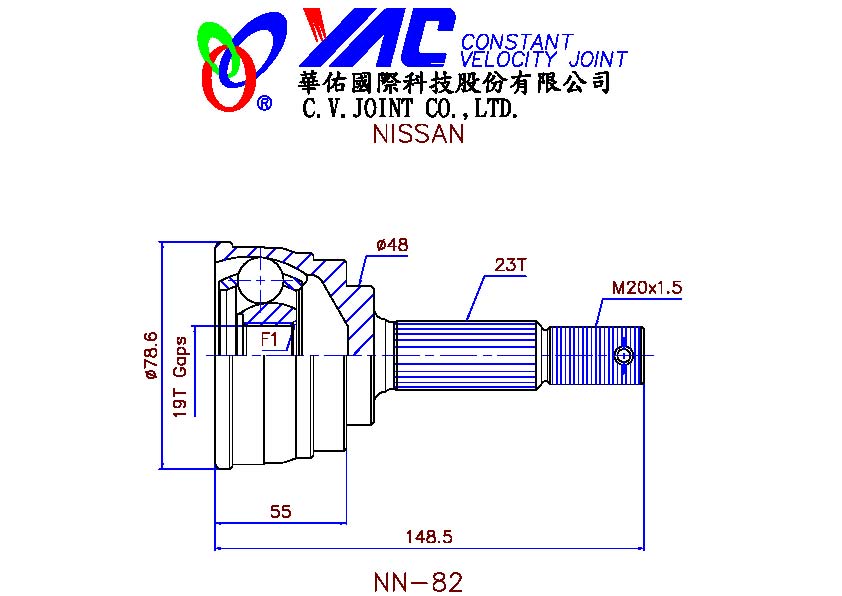 YAC CONSTANT
VELOCITY JOINT
®
華佑國際科技股份有限公司
C.V.JOINT CO.,LTD.
NISSAN
ø48
23T
M20x1.5
F1
ø78.6
19T Gaps
55
148.5
NN-82